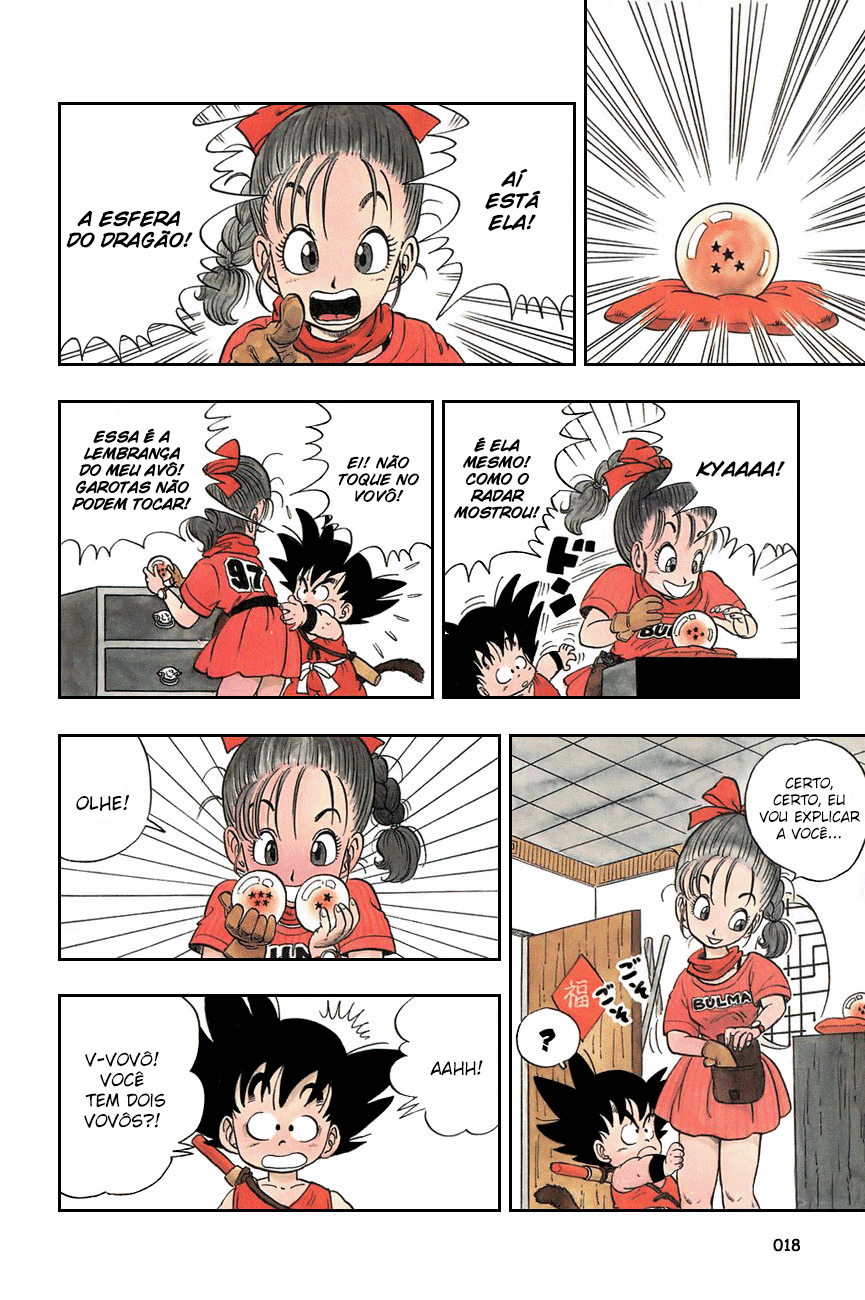 AÍ
ESTÁ
ELA!
A ESFERA
DO DRAGÃO!
KYAAAA!
É ELA
MESMO!
COMO O
RADAR
MOSTROU!
ドン
BUL
EI! NÃO
TOQUE NO
VOVÔ!
ESSA É A
LEMBRANÇA
DO MEU AVÔ!
GAROTAS NÃO
PODEM TOCAR!
97
CERTO,
CERTO, EU
VOU EXPLICAR
A VOCÊ...
福
ごそ
ごそ
BULMA
?
OLHE!
AAHH!
V-VOVÔ!
VOCÊ
TEM DOIS
VOVÔS?!
018